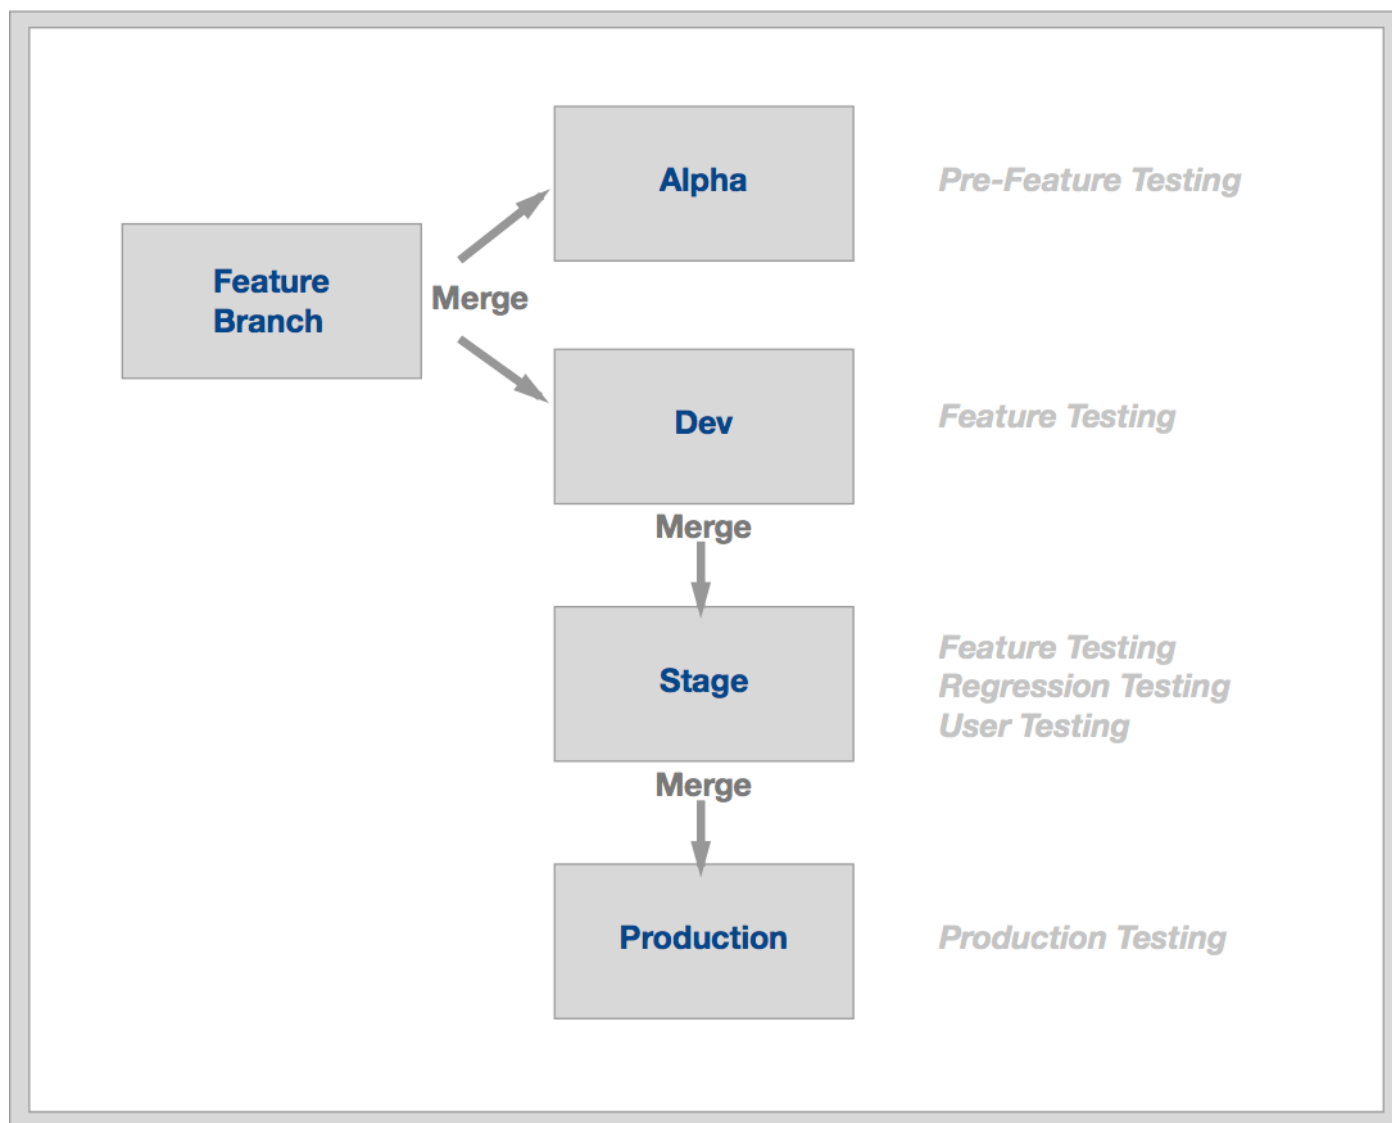 Alpha
Pre-Feature Testing
Feature
Branch
Merge
Dev
Feature Testing
Merge
Stage
Feature Testing
Regression Testing
User Testing
Merge
Production
Production Testing